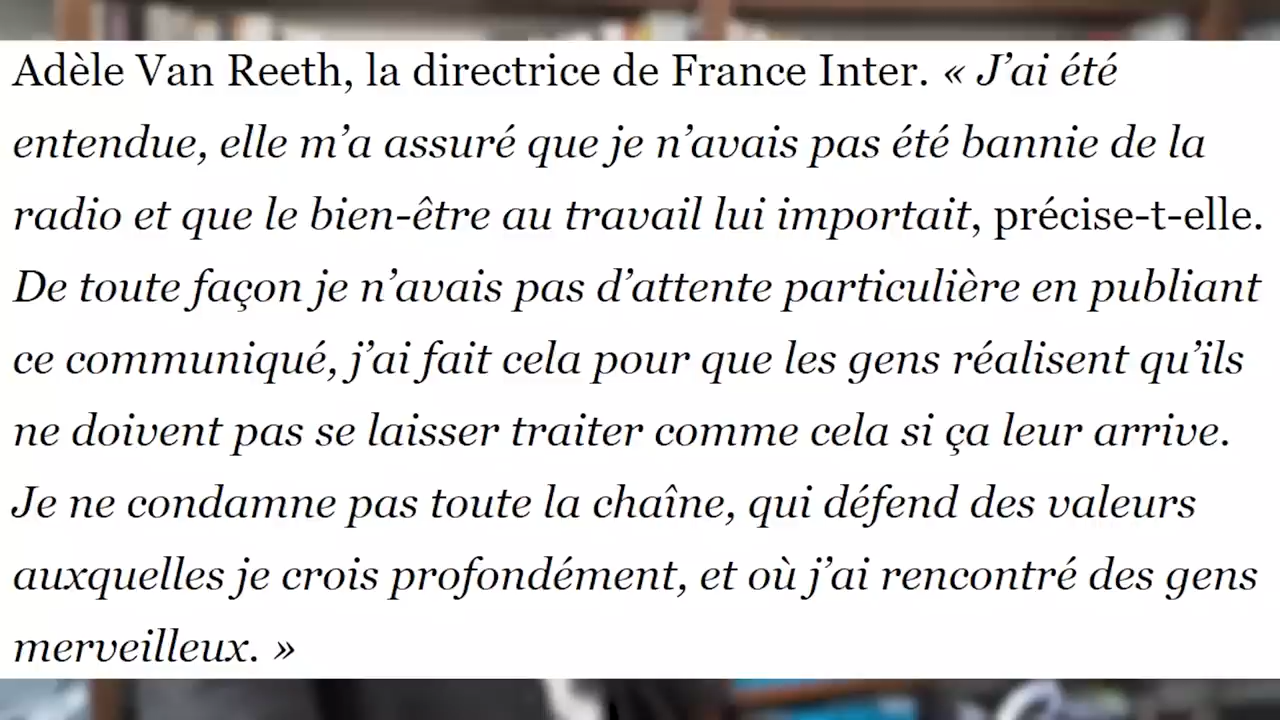 Adèle Van Reeth, la directrice de France Inter. « J’ai été
entendue, elle m’a assuré que je n’avais pas été bannie de la
radio et que le bien-être au travail lui importait, précise-t-elle.
De toute façon je n’avais pas d’attente particulière en publiant
ce communiqué, j’ai fait cela pour que les gens réalisent qu’ils
ne doivent pas se laisser traiter comme cela si ça leur arrive.
Je ne condamne pas toute la chaîne, qui défend des valeurs
auxquelles je crois profondément, et où j’ai rencontré des gens
merveilleux. »